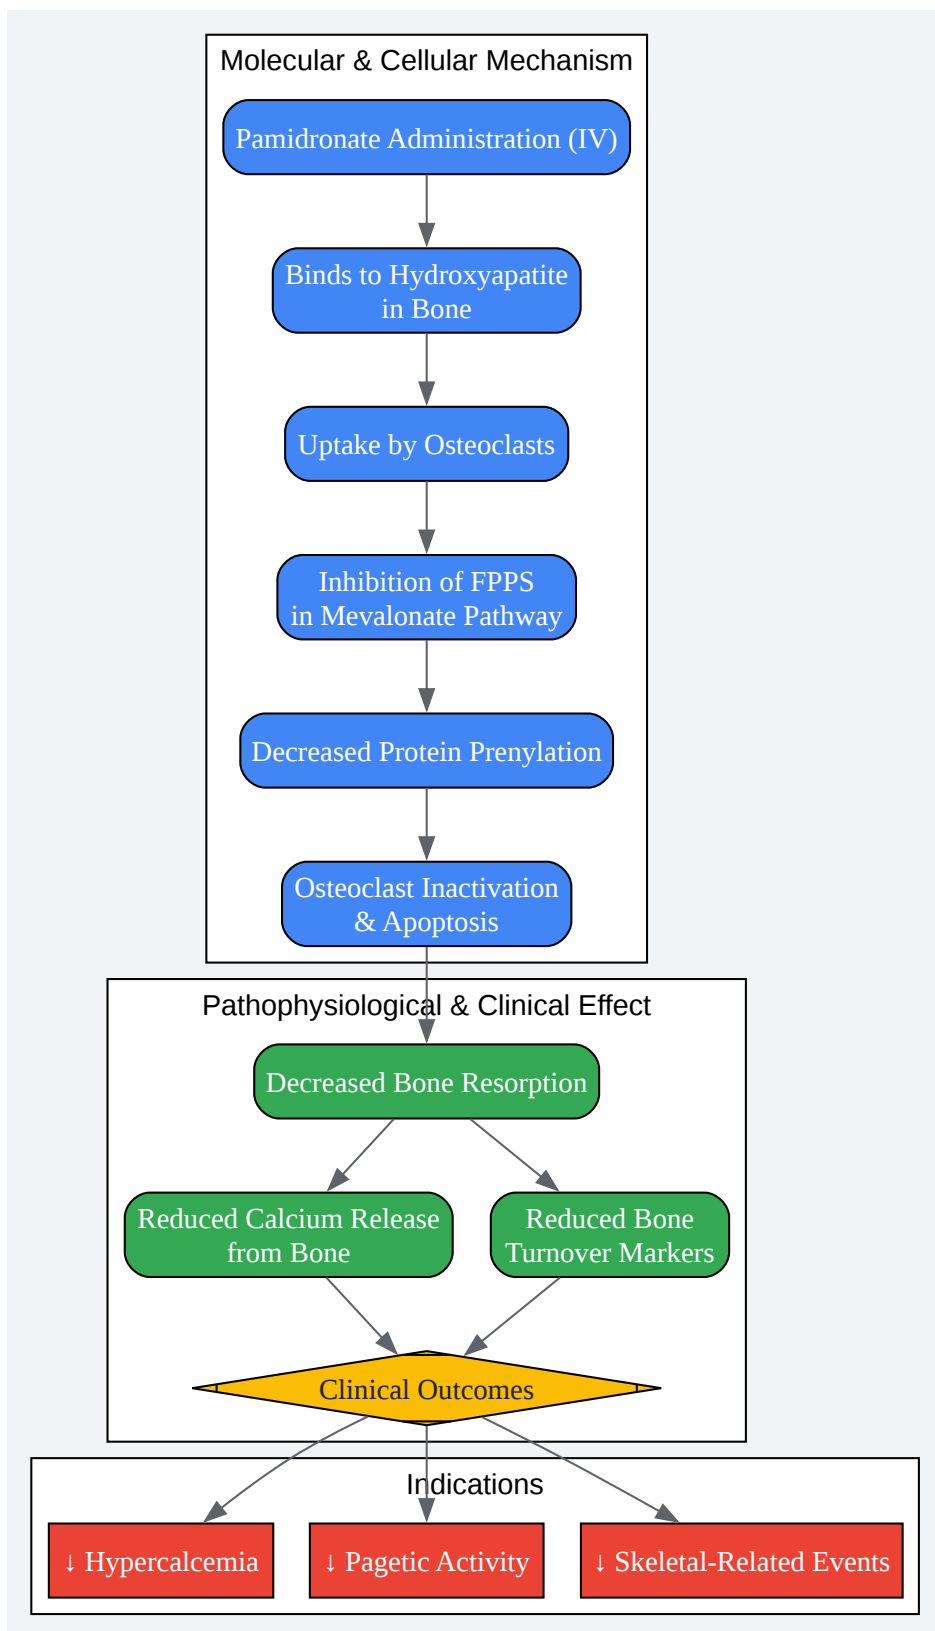 Molecular & Cellular Mechanism
Pamidronate Administration (IV)
Binds to Hydroxyapatite
in Bone
Uptake by Osteoclasts
Inhibition of FPPS
in Mevalonate Pathway
Decreased Protein Prenylation
Osteoclast Inactivation
& Apoptosis
Pathophysiological & Clinical Effect
Decreased Bone Resorption
Reduced Calcium Release
from Bone
Reduced Bone
Turnover Markers
Clinical Outcomes
Indications
↓ Hypercalcemia
↓ Pagetic Activity
↓ Skeletal-Related Events